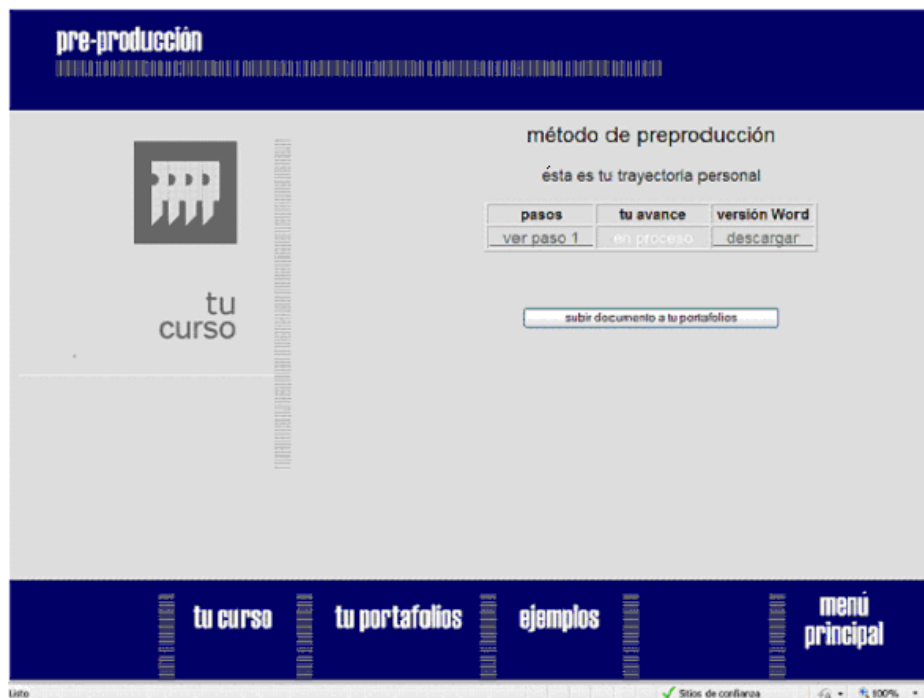 pre-producción
método de preproducción
ésta es tu trayectoria personal
pasos tu avance versión Word
ver paso 1 en proceso descargar
tu
curso
subir documento a tu portafolios
tu curso tu portafolios ejemplos menú
principal
Listo Sitios de confianza 100%